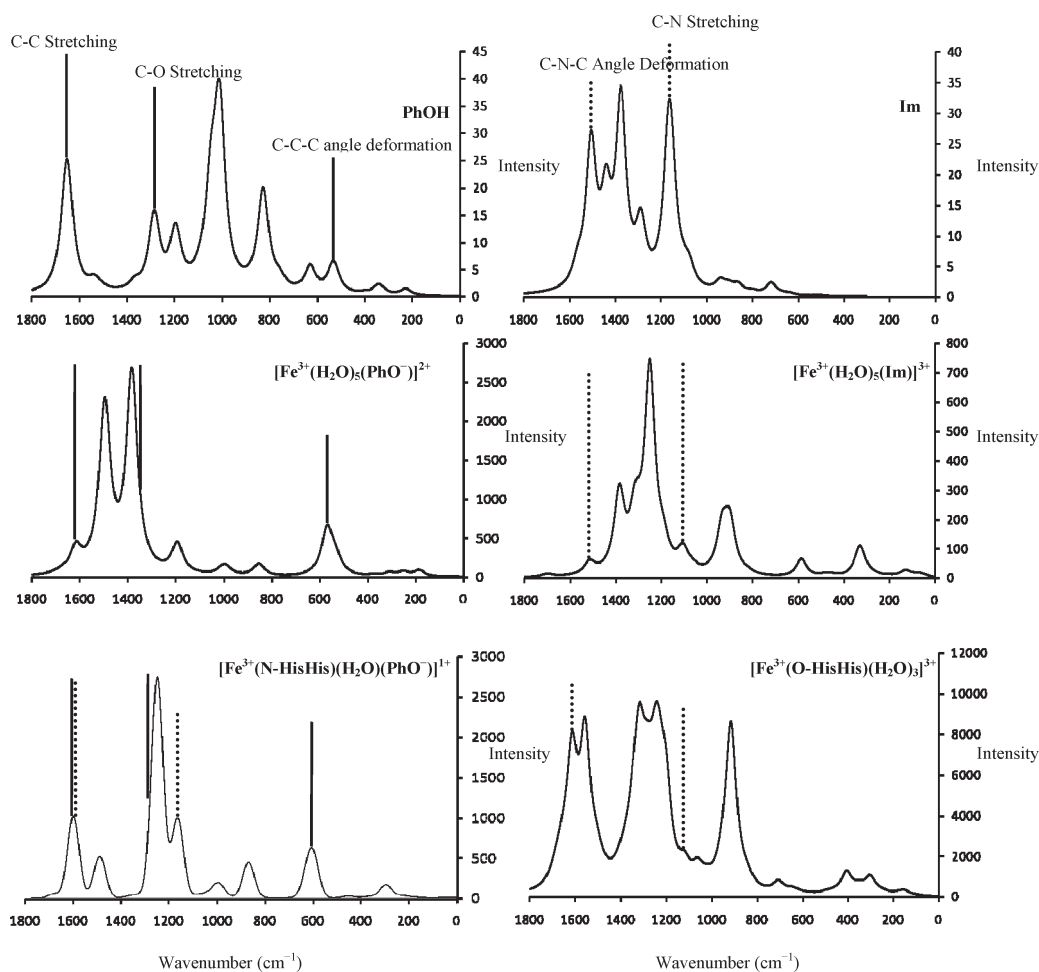 C-C Stretching
C-O Stretching
C-C-C angle deformation
PhOH
45
40
35
30
25
20
15
10
5
0
Intensity
1800 1600 1400 1200 1000 800 600 400 200 0
C-N Stretching
C-N-C Angle Deformation
Im
40
35
30
25
20
15
10
5
0
Intensity
1800 1600 1400 1200 1000 800 600 400 200 0
[Fe³⁺(H₂O)₅(PhO⁻)]²⁺
3000
2500
2000
1500
1000
500
0
Intensity
1800 1600 1400 1200 1000 800 600 400 200 0
[Fe³⁺(H₂O)₅(Im)]³⁺
800
700
600
500
400
300
200
100
0
Intensity
1800 1600 1400 1200 1000 800 600 400 200 0
[Fe³⁺(N-HisHis)(H₂O)(PhO⁻)]¹⁺
3000
2500
2000
1500
1000
500
0
Intensity
1800 1600 1400 1200 1000 800 600 400 200 0
Wavenumber (cm⁻¹)
[Fe³⁺(O-HisHis)(H₂O)₃]³⁺
12000
10000
8000
6000
4000
2000
0
Intensity
1800 1600 1400 1200 1000 800 600 400 200 0
Wavenumber (cm⁻¹)